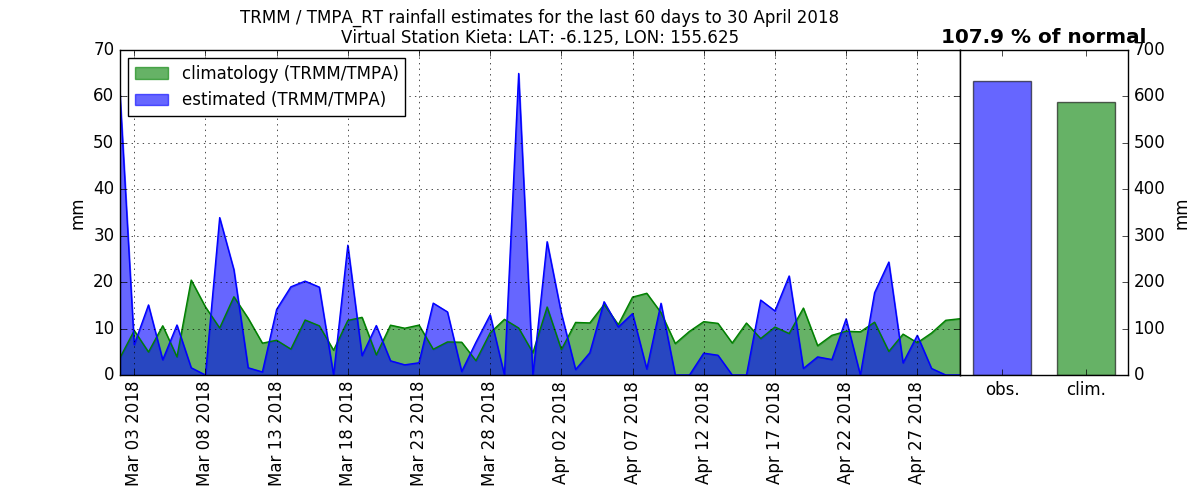 TRMM / TMPA_RT rainfall estimates for the last 60 days to 30 April 2018
Virtual Station Kieta: LAT: -6.125, LON: 155.625
107.9 % of normal
climatology (TRMM/TMPA)
estimated (TRMM/TMPA)
70
60
50
40
30
20
10
0
mm
Mar 03 2018
Mar 08 2018
Mar 13 2018
Mar 18 2018
Mar 23 2018
Mar 28 2018
Apr 02 2018
Apr 07 2018
Apr 12 2018
Apr 17 2018
Apr 22 2018
Apr 27 2018
700
600
500
400
300
200
100
0
mm
obs.
clim.